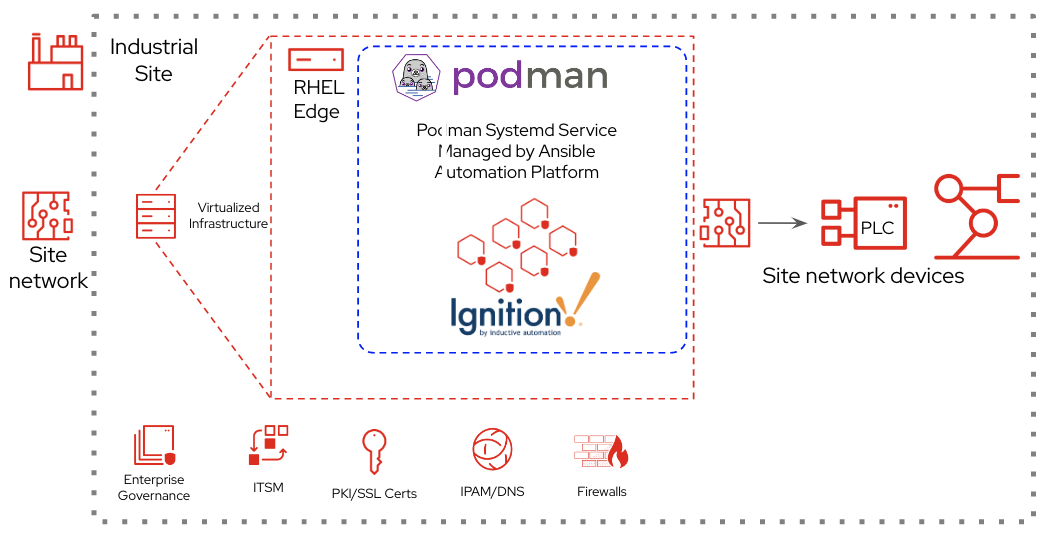 Industrial
Site
RHEL
Edge
podman
Podman Systemd Service
Managed by Ansible
Automation Platform
Virtualized
Infrastructure
Site
network
Ignition!
by inductive automation
PLC
Site network devices
Enterprise
Governance
ITSM
PKI/SSL Certs
IPAM/DNS
Firewalls